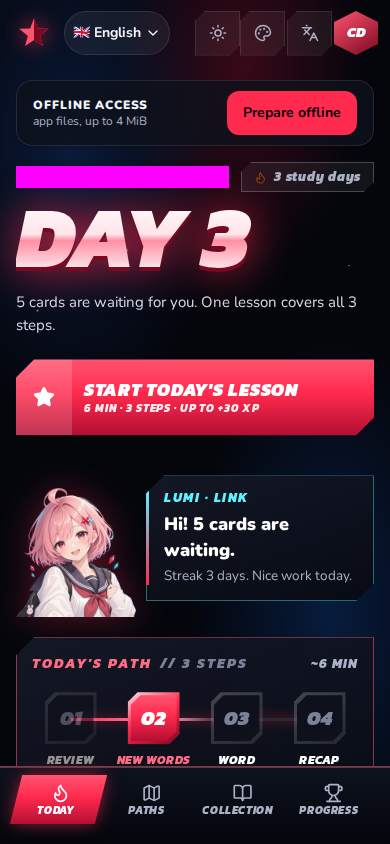 🇬🇧 English
CD
OFFLINE ACCESS
app files, up to 4 MiB
Prepare offline
3 study days
DAY 3
5 cards are waiting for you. One lesson covers all 3
steps.
START TODAY'S LESSON
6 MIN · 3 STEPS · UP TO +30 XP
LUMI · LINK
Hi! 5 cards are
waiting.
Streak 3 days. Nice work today.
TODAY'S PATH // 3 STEPS
~6 MIN
01
02
03
04
REVIEW
NEW WORDS
WORD
RECAP
TODAY
PATHS
COLLECTION
PROGRESS